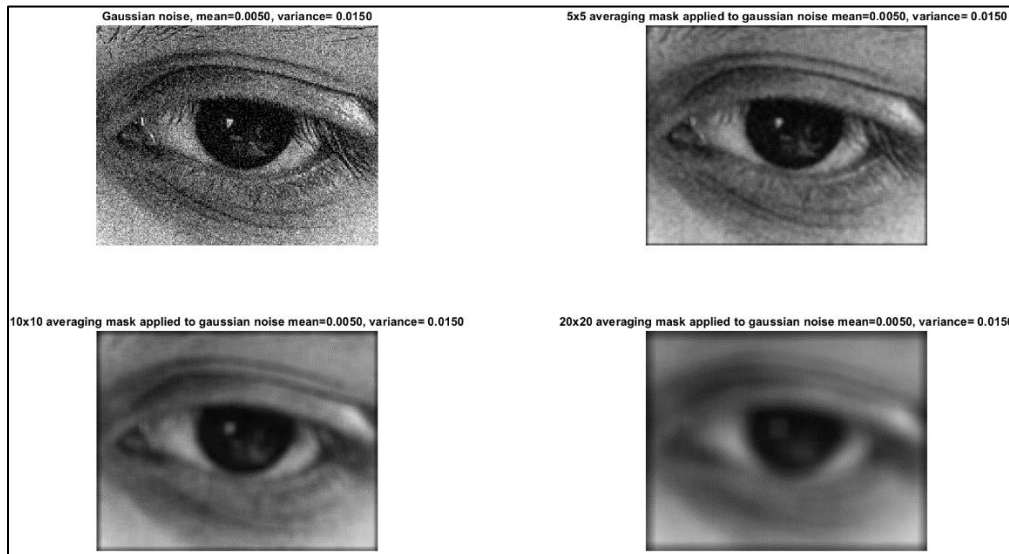 Gaussian noise, mean=0.0050, variance= 0.0150
5x5 averaging mask applied to gaussian noise mean=0.0050, variance= 0.0150
10x10 averaging mask applied to gaussian noise mean=0.0050, variance= 0.0150
20x20 averaging mask applied to gaussian noise mean=0.0050, variance= 0.0150